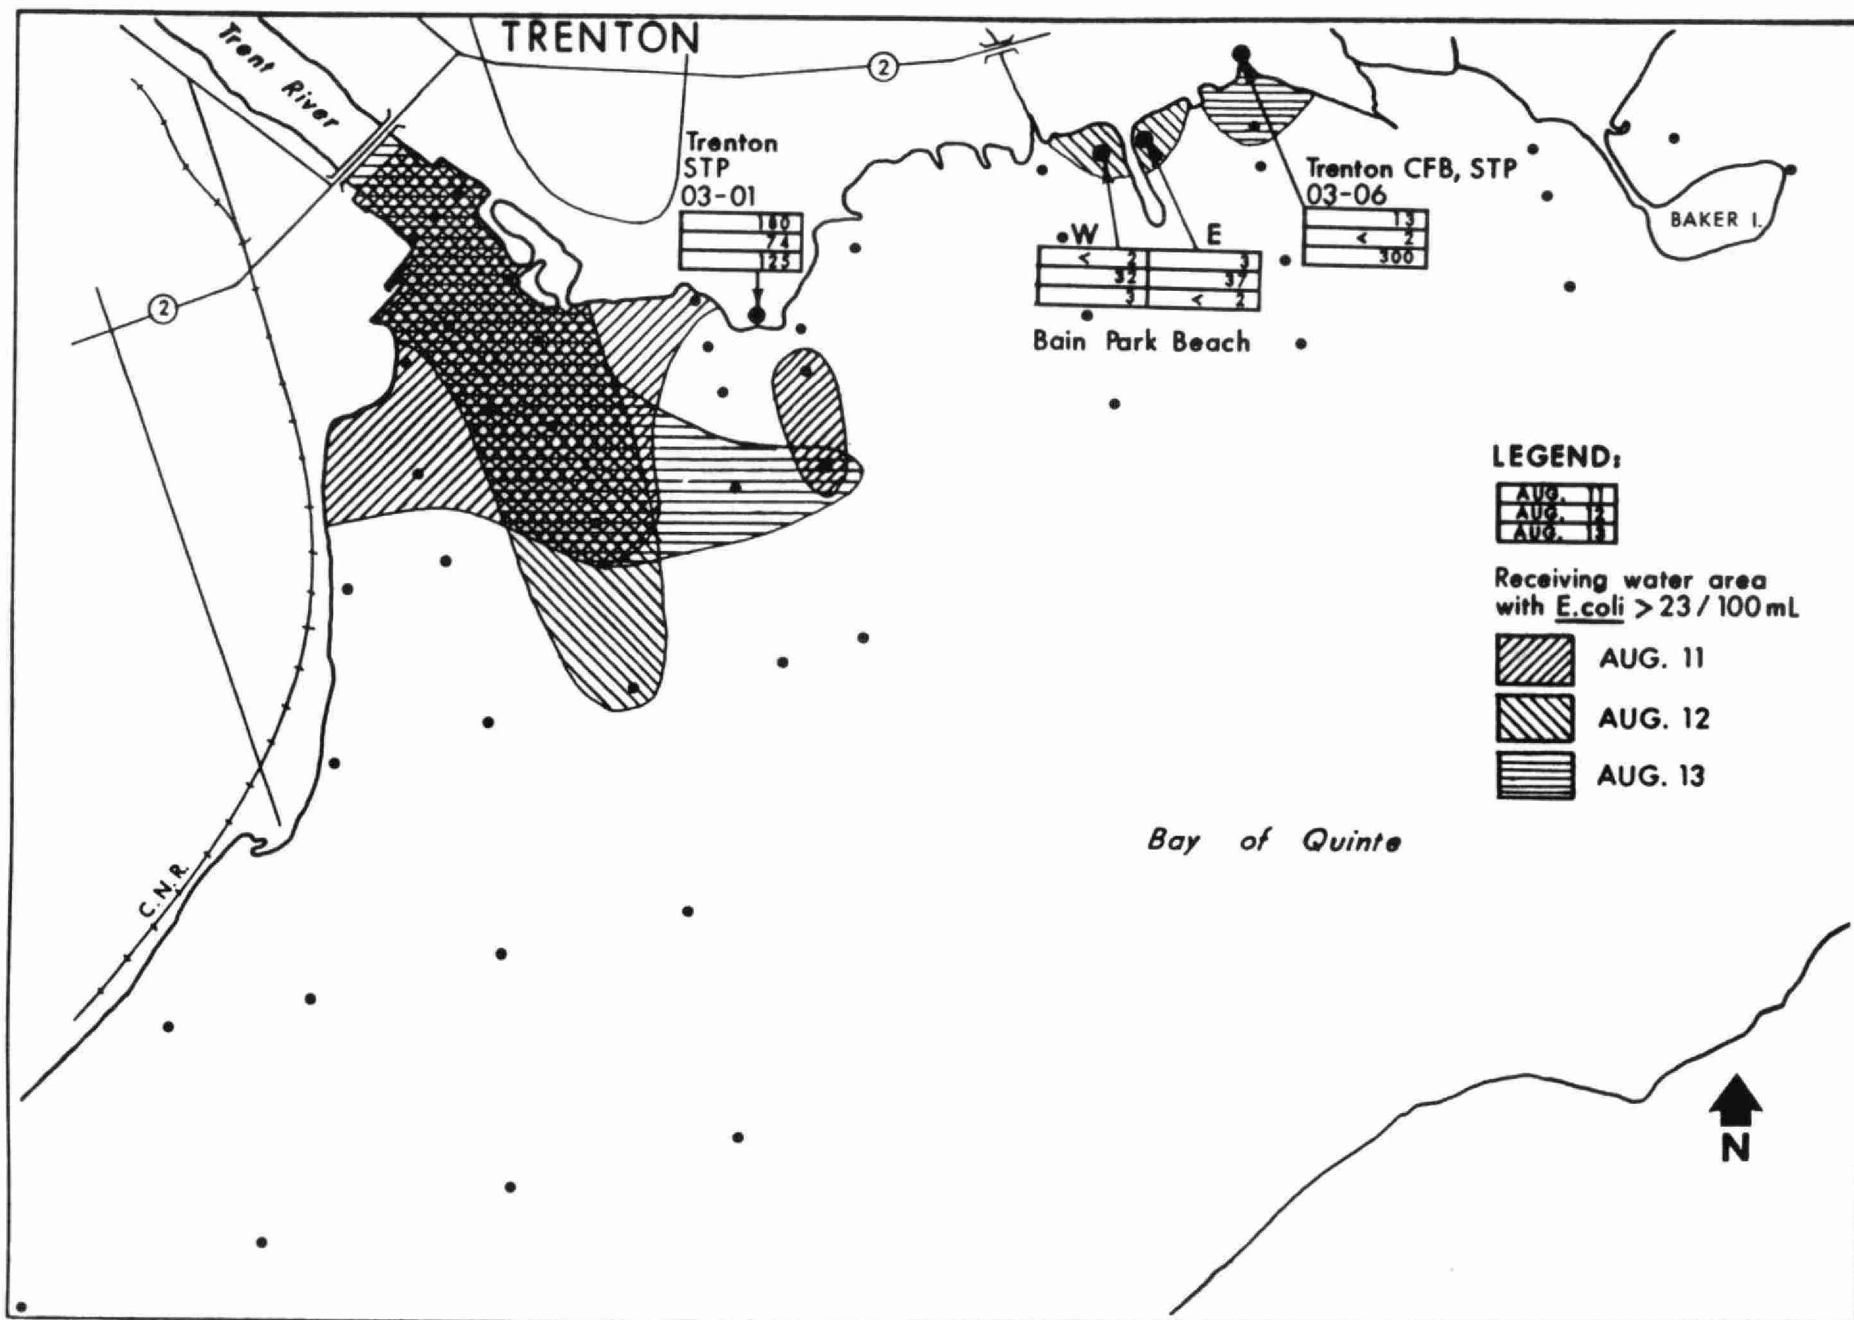 TRENTON
Trent River
2
Trenton
STP
03-01
180
74
125
Trenton CFB, STP
03-06
13
< 2
300
BAKER I.
W E
< 2 3
32 37
3 < 2
Bain Park Beach
2
LEGEND:
AUG. 11
AUG. 12
AUG. 13
Receiving water area
with E.coli > 23 / 100 mL
AUG. 11
AUG. 12
AUG. 13
Bay of Quinte
C.N.R.
N